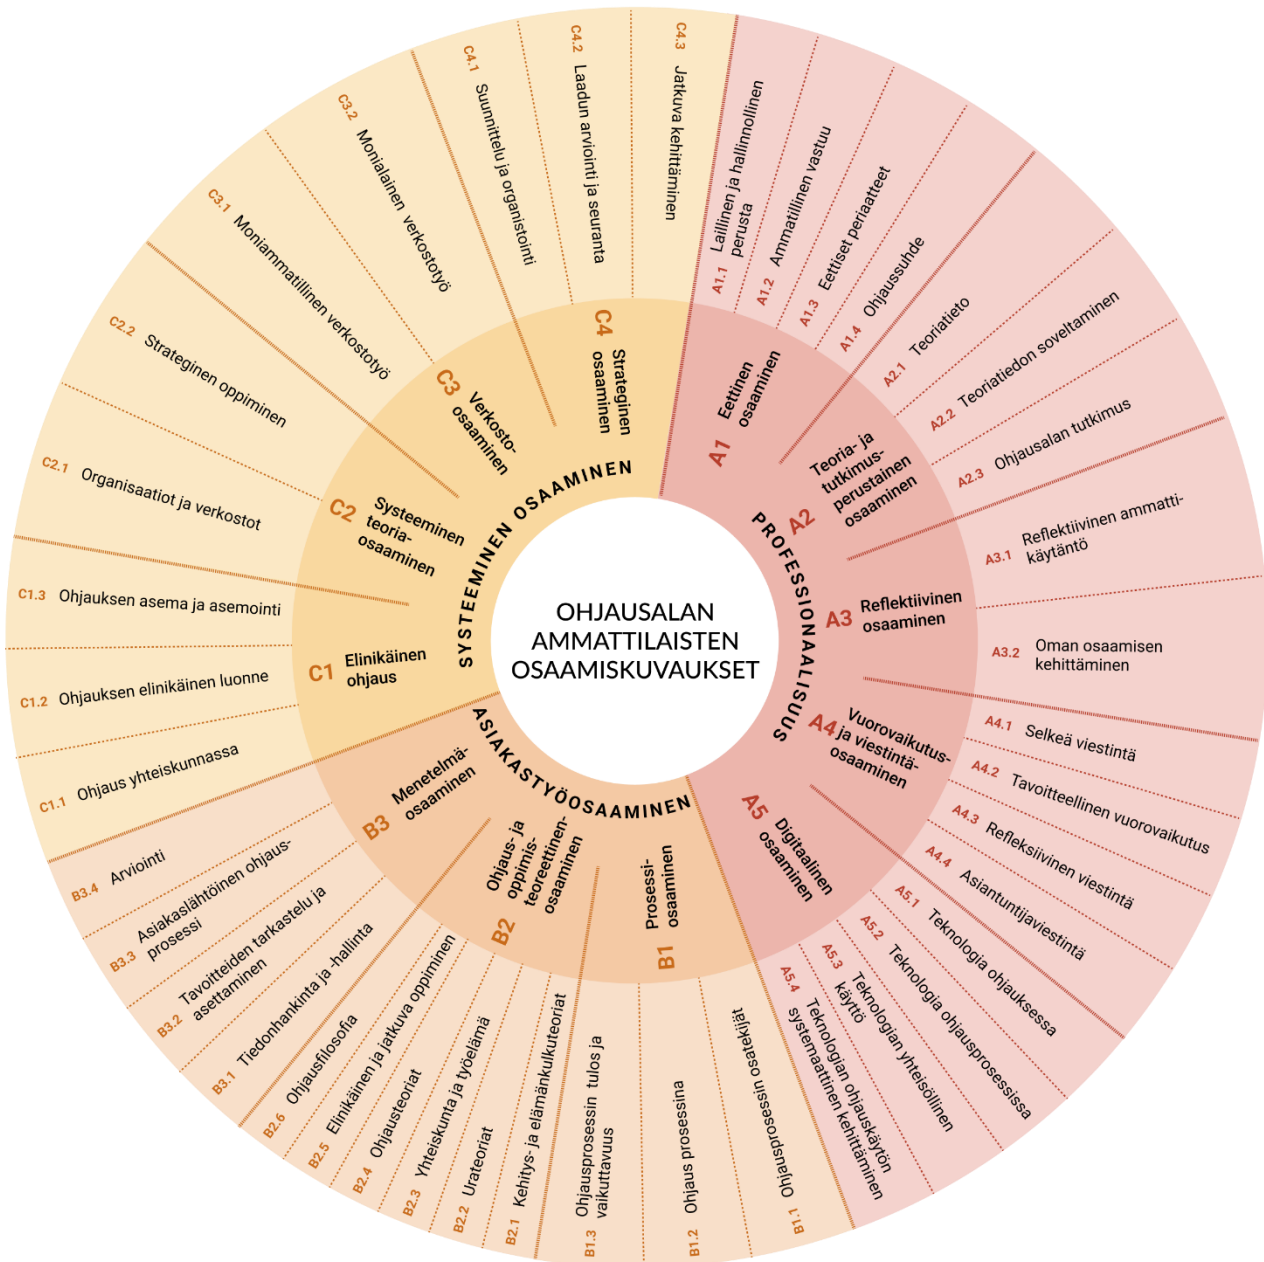 OHJAUSALAN
AMMATTILAISTEN
OSAAMISKUVAUKSET
PROFESSIONAALISUUS
A1
Eettinen
osaaminen
A1.1 Laillinen ja hallinnollinen
perusta
A1.2 Ammatillinen vastuu
A1.3 Eettiset periaatteet
A1.4 Ohjaussuhde
A2
Teoria- ja
tutkimus-
perustainen
osaaminen
A2.1 Teoriatieto
A2.2 Teoriatiedon soveltaminen
A2.3 Ohjausalan tutkimus
A3
Reflektiivinen
osaaminen
A3.1 Reflektiivinen ammatti-
käytäntö
A3.2 Oman osaamisen
kehittäminen
A4
Vuorovaikutus-
ja viestintä-
osaaminen
A4.1 Selkeä viestintä
A4.2 Tavoitteellinen vuorovaikutus
A4.3 Refleksiivinen viestintä
A4.4 Asiantuntijaviestintä
A5
Digitaalinen
osaaminen
A5.1 Teknologia ohjauksessa
A5.2 Teknologia ohjausprosessissa
A5.3 Teknologian yhteisöllinen
käyttö
A5.4 Teknologian ohjauskäytön
systemaattinen kehittäminen
ASIAKASTYÖOSAAMINEN
B1
Prosessi-
osaaminen
B1.1 Ohjausprosessin osatekijät
B1.2 Ohjaus prosessina
B1.3 Ohjausprosessin tulos ja
vaikuttavuus
B2
Ohjaus- ja
oppimis-
teoreettinen-
osaaminen
B2.1 Kehitys- ja elämänkulkuteoriat
B2.2 Urateoriat
B2.3 Yhteiskunta ja työelämä
B2.4 Ohjausteoriat
B2.5 Elinikäinen ja jatkuva oppiminen
B2.6 Ohjausfilosofia
B3
Menetelmä-
osaaminen
B3.1 Tiedonhankinta ja -hallinta
B3.2 Tavoitteiden tarkastelu ja
asettaminen
B3.3 Asiakaslähtöinen ohjaus-
prosessi
B3.4 Arviointi
SYSTEEMINEN OSAAMINEN
C1
Elinikäinen
ohjaus
C1.1 Ohjaus yhteiskunnassa
C1.2 Ohjauksen elinikäinen luonne
C1.3 Ohjauksen asema ja asemointi
C2
Systeeminen
teoria-
osaaminen
C2.1 Organisaatiot ja verkostot
C2.2 Strateginen oppiminen
C3
Verkosto-
osaaminen
C3.1 Moniammatillinen verkostotyö
C3.2 Monialainen verkostotyö
C4
Strateginen
osaaminen
C4.1 Suunnittelu ja organistointi
C4.2 Laadun arviointi ja seuranta
C4.3 Jatkuva kehittäminen